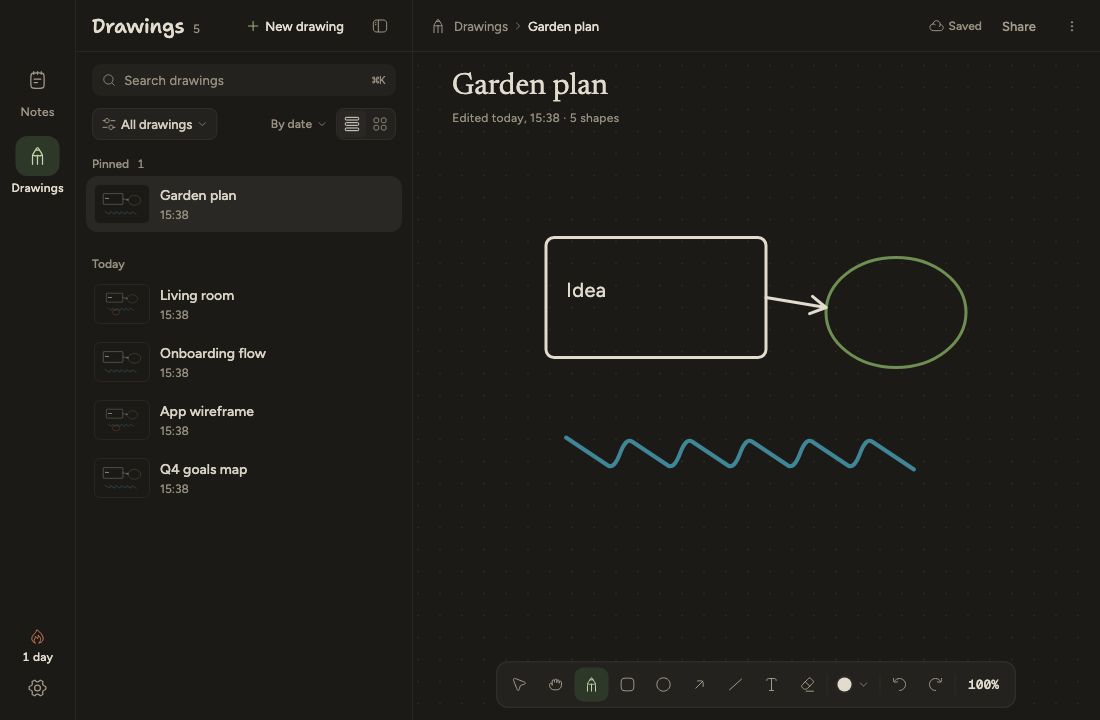 Drawings 5
New drawing
Notes
Drawings
1 day
Search drawings ⌘K
All drawings
By date
Pinned 1
Garden plan
15:38
Today
Living room
15:38
Onboarding flow
15:38
App wireframe
15:38
Q4 goals map
15:38
Drawings › Garden plan
Saved
Share
Garden plan
Edited today, 15:38 · 5 shapes
Idea
T
100%